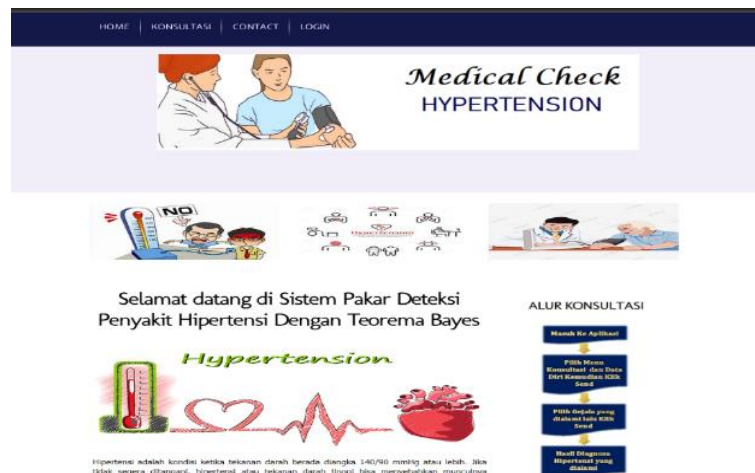 HOME
KONSULTASI
CONTACT
LOGIN
Medical Check
HYPERTENSION
NO
Hypertension
Selamat datang di Sistem Pakar Deteksi
Penyakit Hipertensi Dengan Teorema Bayes
Hypertension
Hipertensi adalah kondisi ketika tekanan darah berada diangka 140/90 mmHg atau lebih. Jika
tidak segera ditangani, hipertensi atau tekanan darah tinggi bisa menyebabkan munculnya
ALUR KONSULTASI
Masuk Ke Aplikasi
Pilih Menu
Konsultasi dan Data
Diri Kemudian Klik
Send
Pilih Gejala yang
dialami lalu Klik
Send
Hasil Diagnosa
Hipertensi yang
dialami